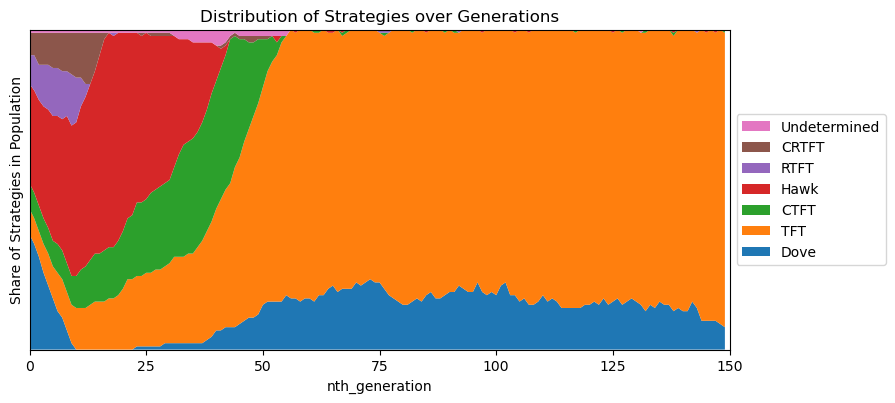 Distribution of Strategies over Generations
Share of Strategies in Population
Undetermined
CRTFT
RTFT
Hawk
CTFT
TFT
Dove
0 25 50 75 100 125 150
nth_generation